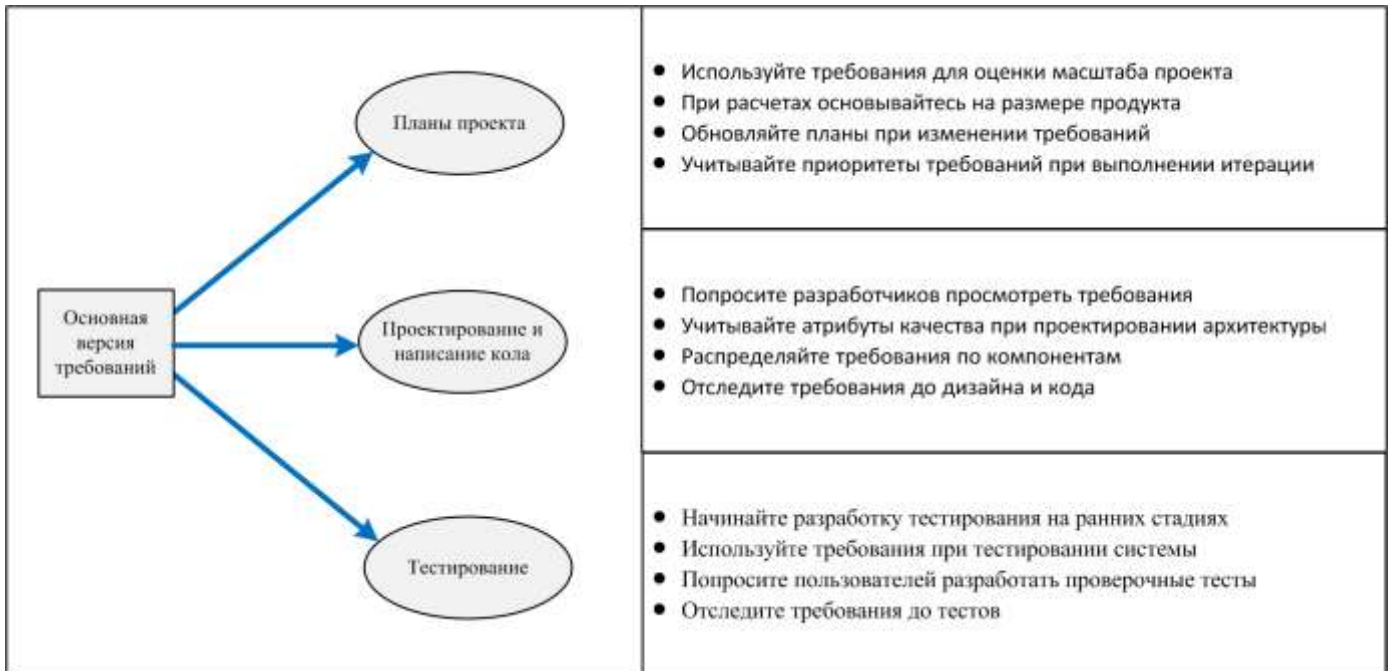 Планы проекта
● Используйте требования для оценки масштаба проекта
● При расчетах основывайтесь на размере продукта
● Обновляйте планы при изменении требований
● Учитывайте приоритеты требований при выполнении итерации
Основная
версия
требований
Проектирование и
написание кола
● Попросите разработчиков просмотреть требования
● Учитывайте атрибуты качества при проектировании архитектуры
● Распределяйте требования по компонентам
● Отследите требования до дизайна и кода
Тестирование
● Начинайте разработку тестирования на ранних стадиях
● Используйте требования при тестировании системы
● Попросите пользователей разработать проверочные тесты
● Отследите требования до тестов